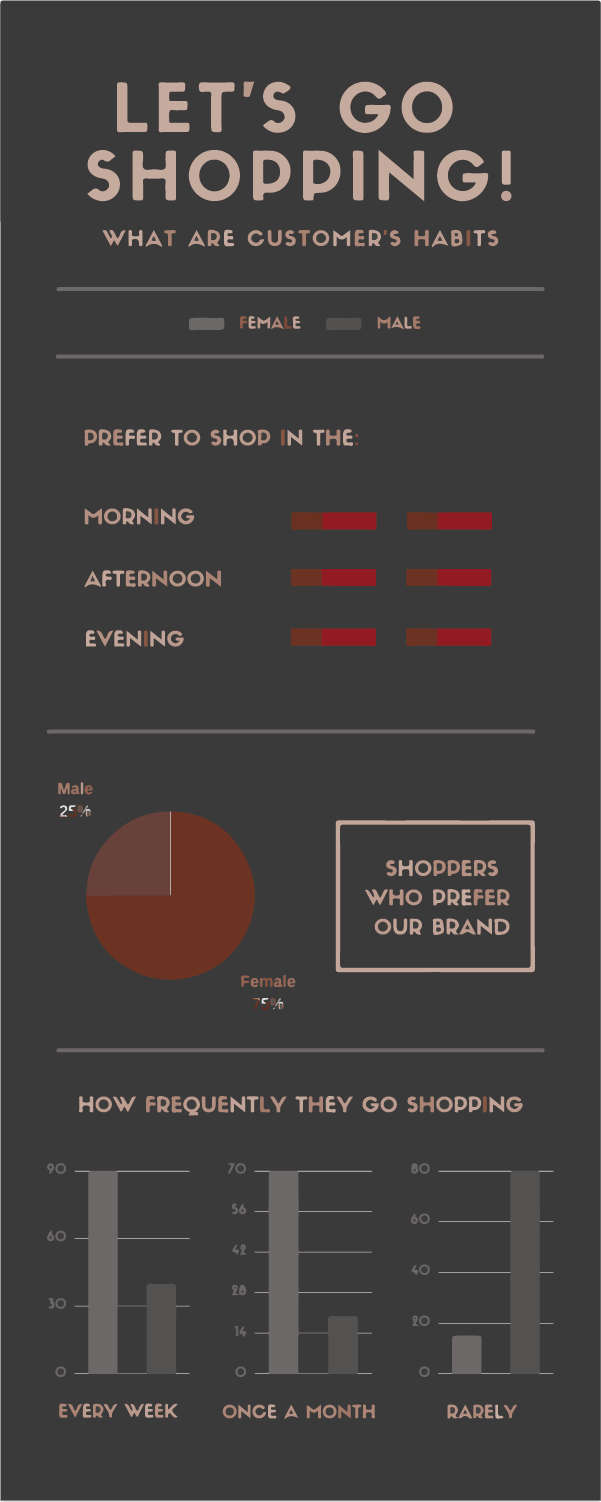 LET'S GO
SHOPPING!
WHAT ARE CUSTOMER'S HABITS
FEMALE MALE
PREFER TO SHOP IN THE:
MORNING
AFTERNOON
EVENING
Male
25%
SHOPPERS
WHO PREFER
OUR BRAND
Female
75%
HOW FREQUENTLY THEY GO SHOPPING
90
60
30
0
EVERY WEEK
70
56
42
28
14
0
ONCE A MONTH
80
60
40
20
0
RARELY